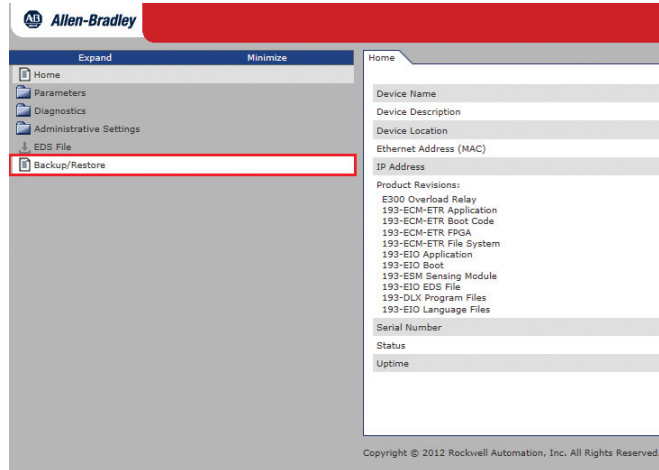 AB Allen-Bradley
Expand Minimize
Home
Parameters
Diagnostics
Administrative Settings
EDS File
Backup/Restore
Home
Device Name
Device Description
Device Location
Ethernet Address (MAC)
IP Address
Product Revisions:
E300 Overload Relay
193-ECM-ETR Application
193-ECM-ETR Boot Code
193-ECM-ETR FPGA
193-ECM-ETR File System
193-EIO Application
193-EIO Boot
193-ESM Sensing Module
193-EIO EDS File
193-DLX Program Files
193-EIO Language Files
Serial Number
Status
Uptime
Copyright © 2012 Rockwell Automation, Inc. All Rights Reserved.